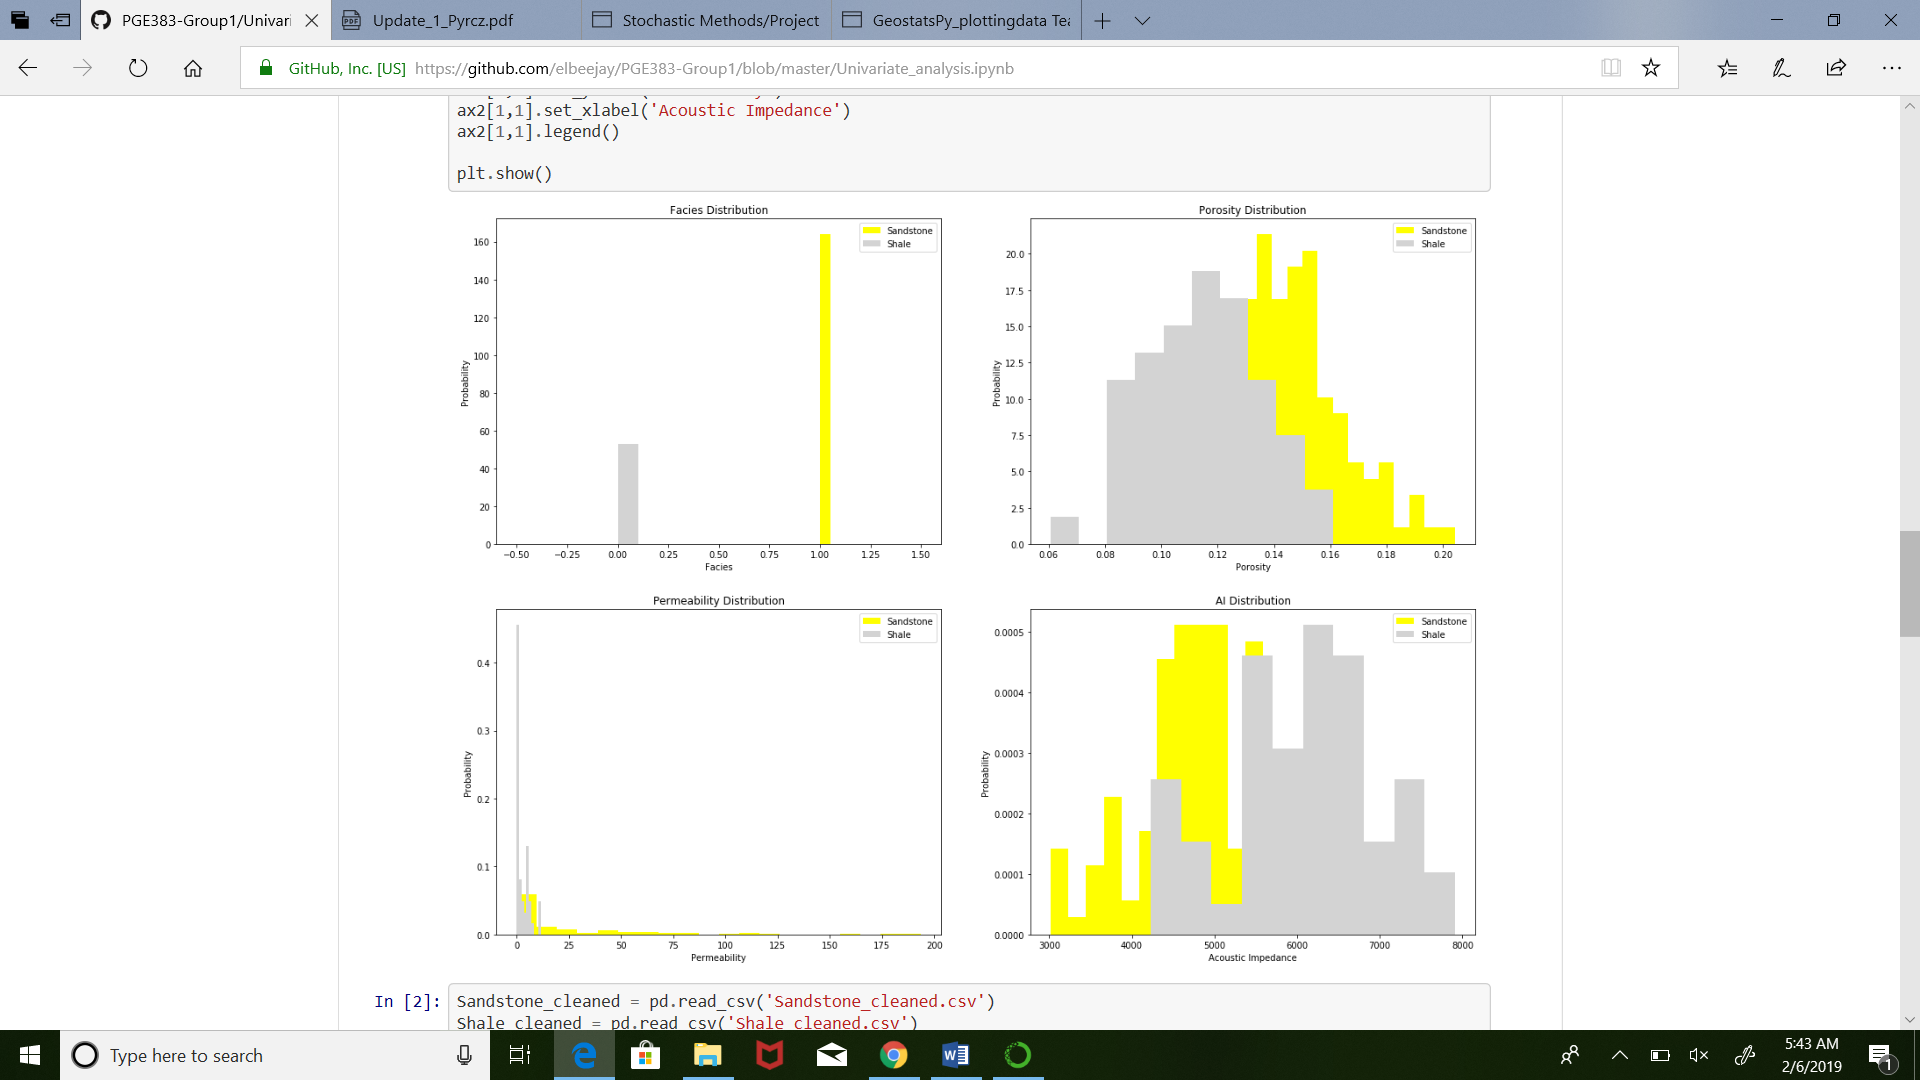 PGE383-Group1/Univari
Update_1_Pyrcz.pdf
Stochastic Methods/Project
GeostatsPy_plottingdata Tea
GitHub, Inc. [US] https://github.com/elbeejay/PGE383-Group1/blob/master/Univariate_analysis.ipynb
ax2[1,1].set_xlabel('Acoustic Impedance')
ax2[1,1].legend()
plt.show()
Facies Distribution
Sandstone
Shale
160
140
120
100
80
60
40
20
0
Probability
−0.50 −0.25 0.00 0.25 0.50 0.75 1.00 1.25 1.50
Facies
Porosity Distribution
Sandstone
Shale
20.0
17.5
15.0
12.5
10.0
7.5
5.0
2.5
0.0
Probability
0.06 0.08 0.10 0.12 0.14 0.16 0.18 0.20
Porosity
Permeability Distribution
Sandstone
Shale
0.4
0.3
0.2
0.1
0.0
Probability
0 25 50 75 100 125 150 175 200
Permeability
AI Distribution
Sandstone
Shale
0.0005
0.0004
0.0003
0.0002
0.0001
0.0000
Probability
3000 4000 5000 6000 7000 8000
Acoustic Impedance
In [2]: Sandstone_cleaned = pd.read_csv('Sandstone_cleaned.csv')
Shale_cleaned = pd.read_csv('Shale_cleaned.csv')
Type here to search
5:43 AM
2/6/2019
1